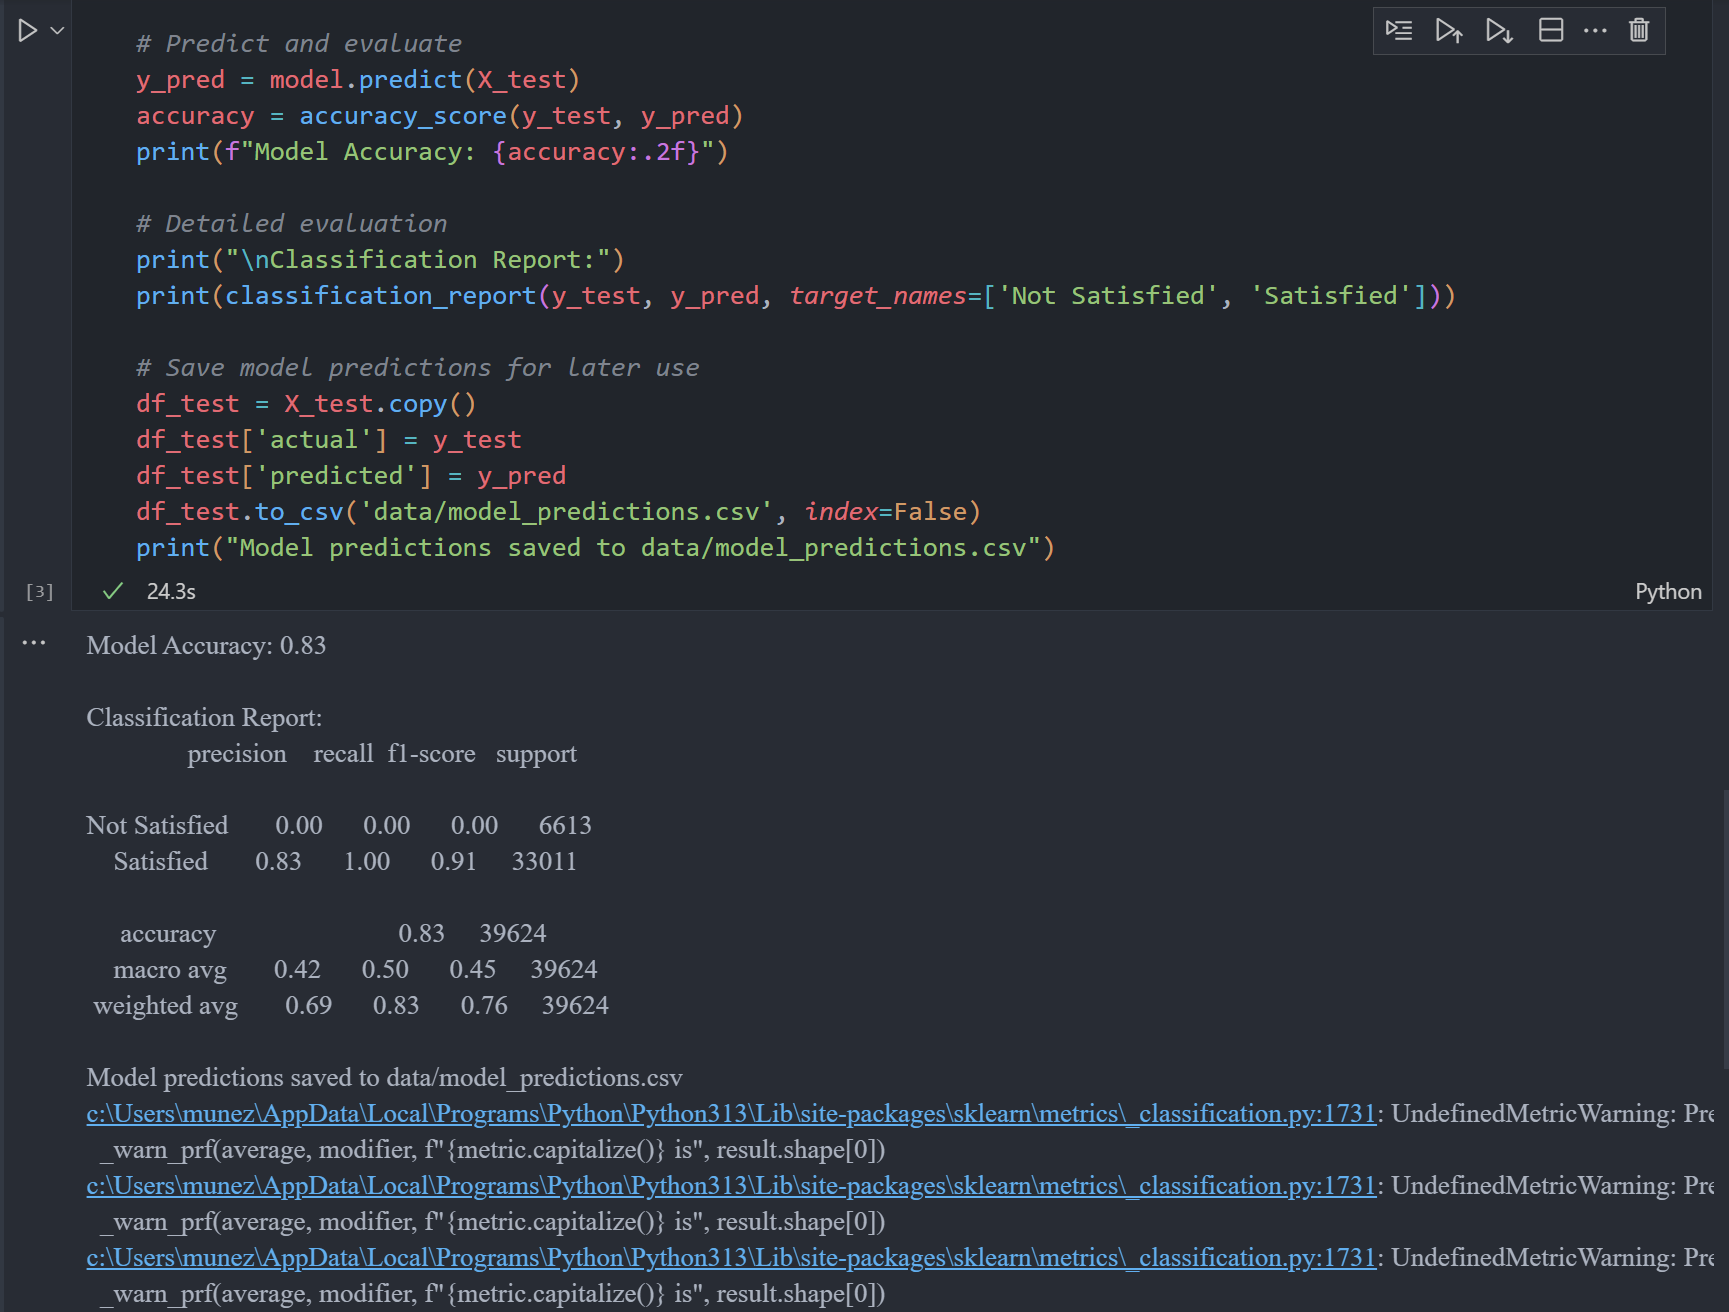 # Predict and evaluate
y_pred = model.predict(X_test)
accuracy = accuracy_score(y_test, y_pred)
print(f"Model Accuracy: {accuracy:.2f}")
# Detailed evaluation
print("\nClassification Report:")
print(classification_report(y_test, y_pred, target_names=['Not Satisfied', 'Satisfied']))
# Save model predictions for later use
df_test = X_test.copy()
df_test['actual'] = y_test
df_test['predicted'] = y_pred
df_test.to_csv('data/model_predictions.csv', index=False)
print("Model predictions saved to data/model_predictions.csv")
[3] 24.3s Python
Model Accuracy: 0.83
Classification Report:
precision recall f1-score support
Not Satisfied 0.00 0.00 0.00 6613
Satisfied 0.83 1.00 0.91 33011
accuracy 0.83 39624
macro avg 0.42 0.50 0.45 39624
weighted avg 0.69 0.83 0.76 39624
Model predictions saved to data/model_predictions.csv
c:\Users\munez\AppData\Local\Programs\Python\Python313\Lib\site-packages\sklearn\metrics\_classification.py:1731: UndefinedMetricWarning: Pre
_warn_prf(average, modifier, f"{metric.capitalize()} is", result.shape[0])
c:\Users\munez\AppData\Local\Programs\Python\Python313\Lib\site-packages\sklearn\metrics\_classification.py:1731: UndefinedMetricWarning: Pre
_warn_prf(average, modifier, f"{metric.capitalize()} is", result.shape[0])
c:\Users\munez\AppData\Local\Programs\Python\Python313\Lib\site-packages\sklearn\metrics\_classification.py:1731: UndefinedMetricWarning: Pre
_warn_prf(average, modifier, f"{metric.capitalize()} is", result.shape[0])